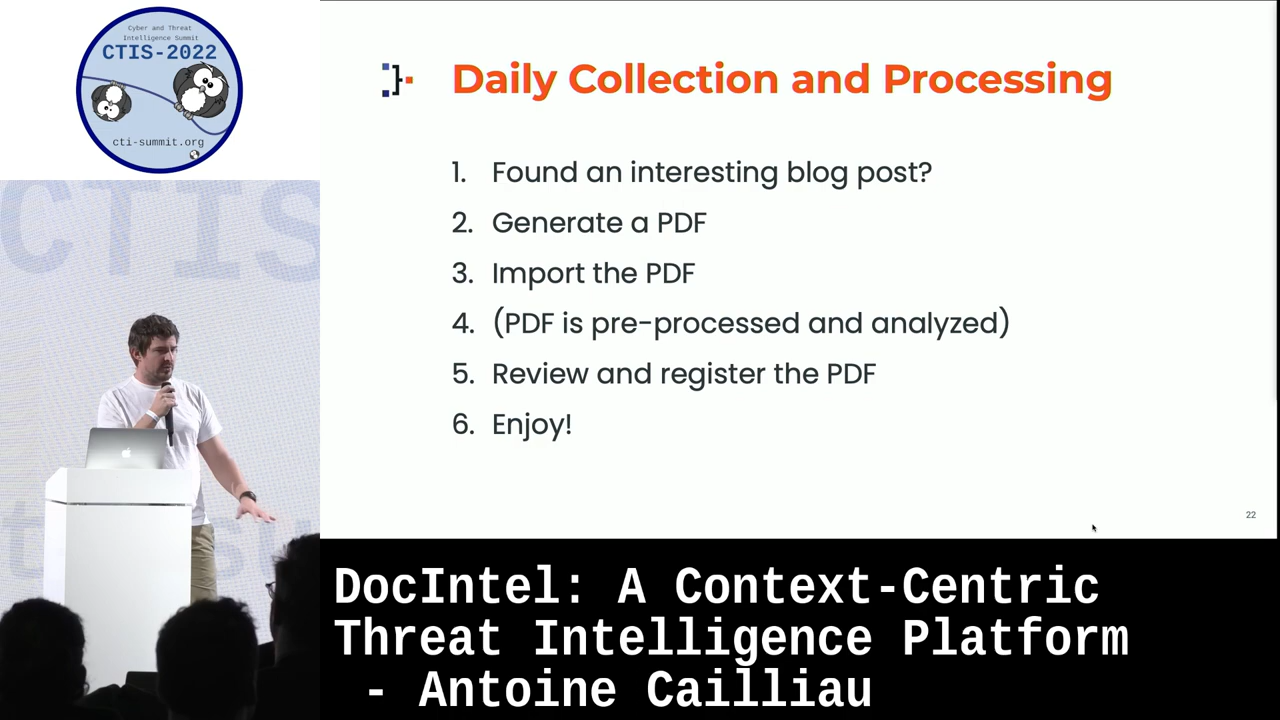 Cyber and Threat
Intelligence Summit
CTIS-2022
cti-summit.org
CTIS
Daily Collection and Processing
1. Found an interesting blog post?
2. Generate a PDF
3. Import the PDF
4. (PDF is pre-processed and analyzed)
5. Review and register the PDF
6. Enjoy!
22
DocIntel: A Context-Centric
Threat Intelligence Platform
- Antoine Cailliau